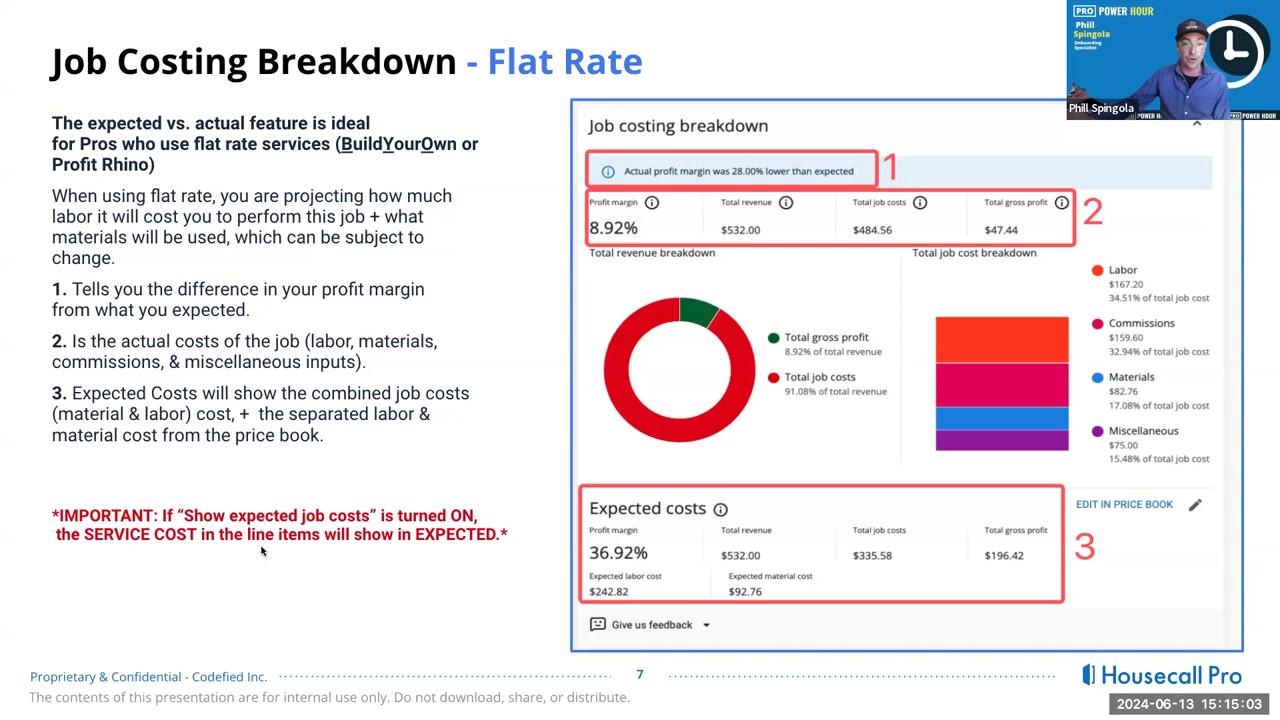 Job Costing Breakdown - Flat Rate
The expected vs. actual feature is ideal
for Pros who use flat rate services (BuildYourOwn or
Profit Rhino)
When using flat rate, you are projecting how much
labor it will cost you to perform this job + what
materials will be used, which can be subject to
change.
1. Tells you the difference in your profit margin
from what you expected.
2. Is the actual costs of the job (labor, materials,
commissions, & miscellaneous inputs).
3. Expected Costs will show the combined job costs
(material & labor) cost, + the separated labor &
material cost from the price book.
*IMPORTANT: If “Show expected job costs” is turned ON,
the SERVICE COST in the line items will show in EXPECTED.*
Job costing breakdown
Actual profit margin was 28.00% lower than expected
1
Profit margin Total revenue Total job costs Total gross profit
8.92% $532.00 $484.56 $47.44
2
Total revenue breakdown
Total gross profit
8.92% of total revenue
Total job costs
91.08% of total revenue
Total job cost breakdown
Labor
$167.20
34.51% of total job cost
Commissions
$159.60
32.94% of total job cost
Materials
$82.76
17.08% of total job cost
Miscellaneous
$75.00
15.48% of total job cost
Expected costs
EDIT IN PRICE BOOK
Profit margin Total revenue Total job costs Total gross profit
36.92% $532.00 $335.58 $196.42
3
Expected labor cost Expected material cost
$242.82 $92.76
Give us feedback
PRO POWER HOUR
Phill
Spingola
Onboarding
Specialist
Phill Spingola
POWER H
PRO POWER HOUR
Proprietary & Confidential - Codefied Inc.
7
Housecall Pro
The contents of this presentation are for internal use only. Do not download, share, or distribute.
2024-06-13 15:15:03